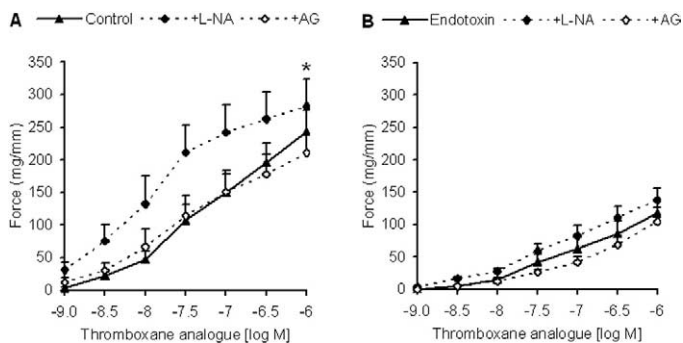 A Control +L-NA +AG
*
350
300
250
200
150
100
50
0
Force (mg/mm)
-9.0 -8.5 -8 -7.5 -7 -6.5 -6
Thromboxane analogue [log M]
B Endotoxin +L-NA +AG
350
300
250
200
150
100
50
0
Force (mg/mm)
-9.0 -8.5 -8 -7.5 -7 -6.5 -6
Thromboxane analogue [log M]